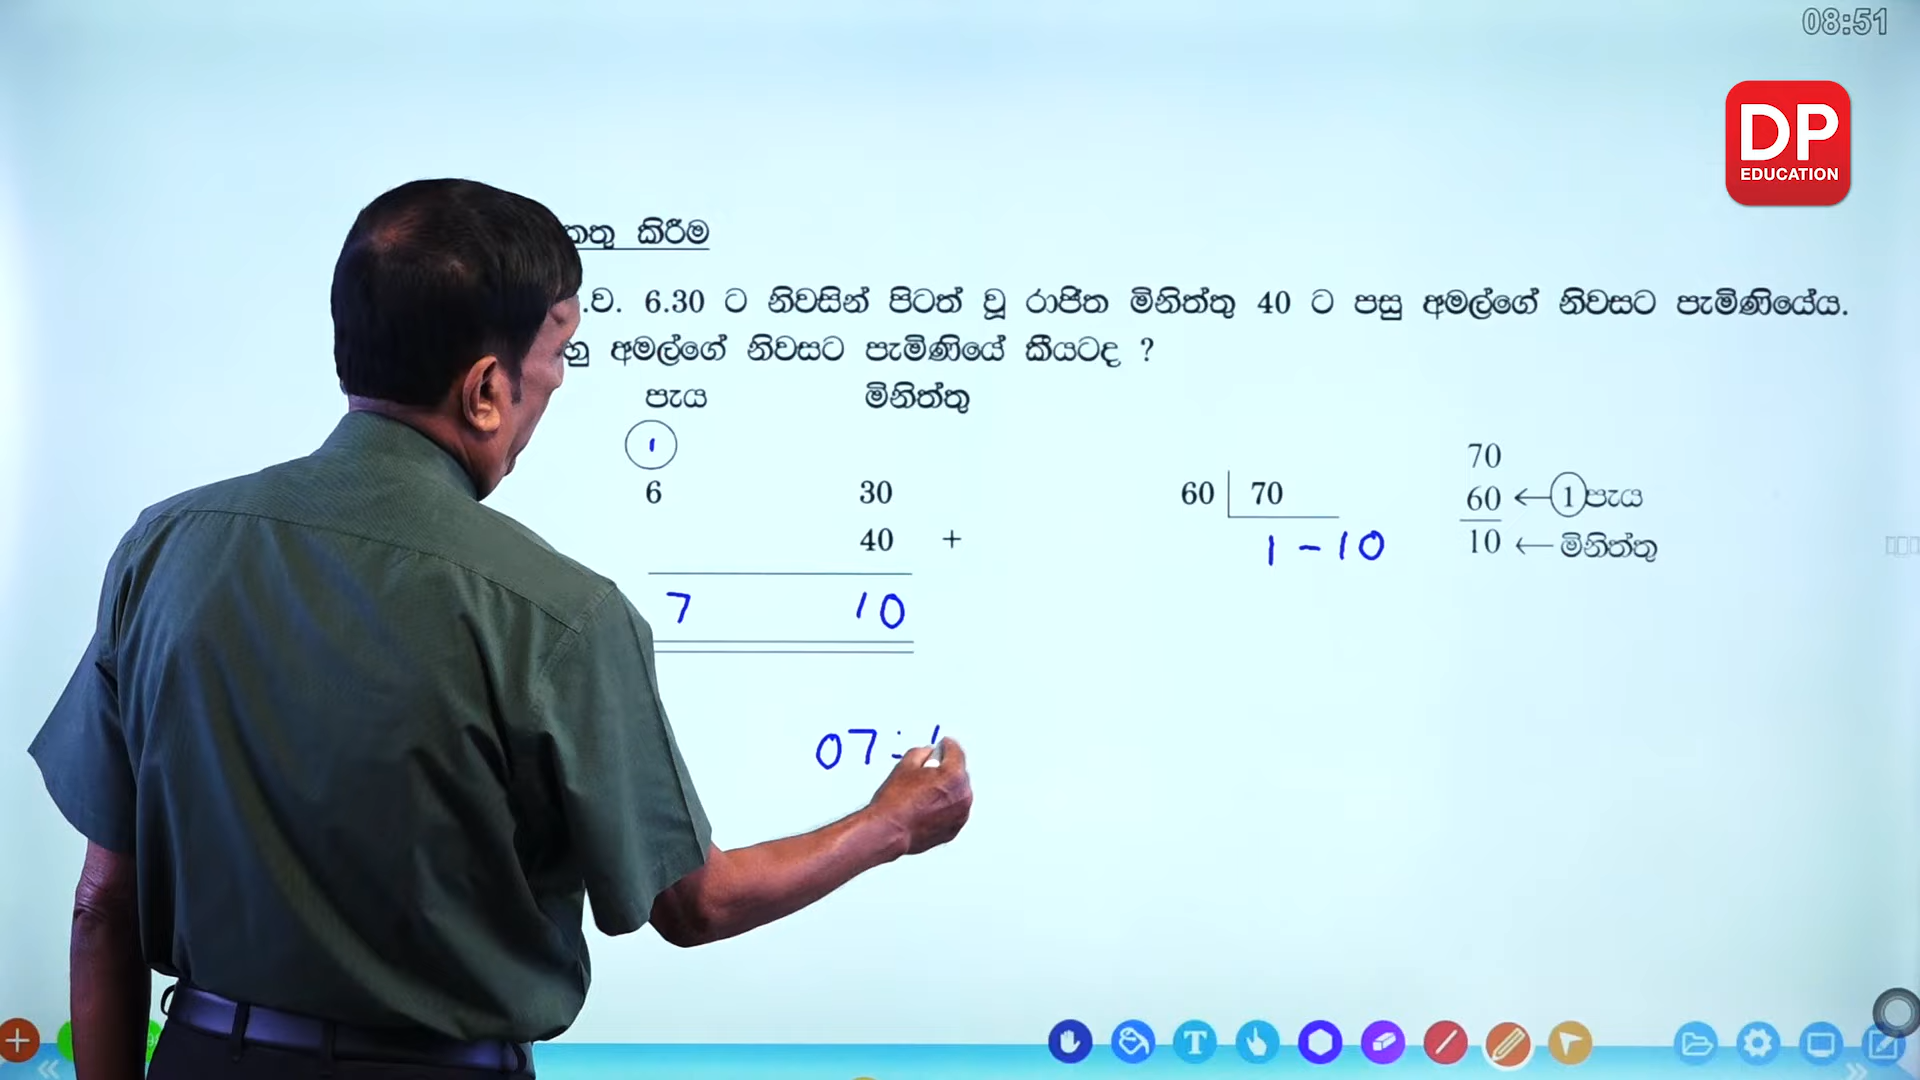 08:51
DP
EDUCATION
තතු කිරීම
.ව. 6.30 ට නිවසින් පිටත් වූ රාජිත මිනිත්තු 40 ට පසු අමල්ගේ නිවසට පැමිණියේය.
හු අමල්ගේ නිවසට පැමිණියේ කීයටද ?
පැය මිනිත්තු
1
6 30
40 +
7 10
60 70
1 - 10
70
60 ← 1 පැය
10 ← මිනිත්තු
07:1
T